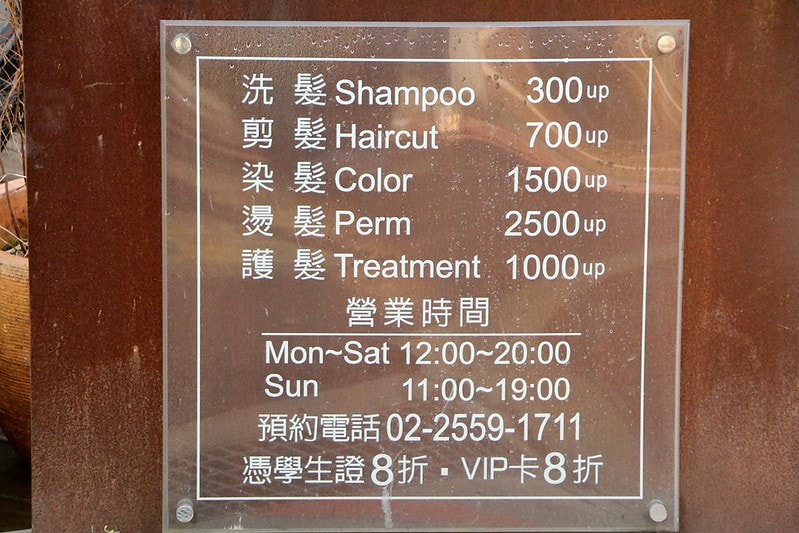 洗 髮 Shampoo 300up
剪 髮 Haircut 700up
染 髮 Color 1500up
燙 髮 Perm 2500up
護 髮 Treatment 1000up
營業時間
Mon~Sat 12:00~20:00
Sun 11:00~19:00
預約電話 02-2559-1711
憑學生證8折・VIP卡8折